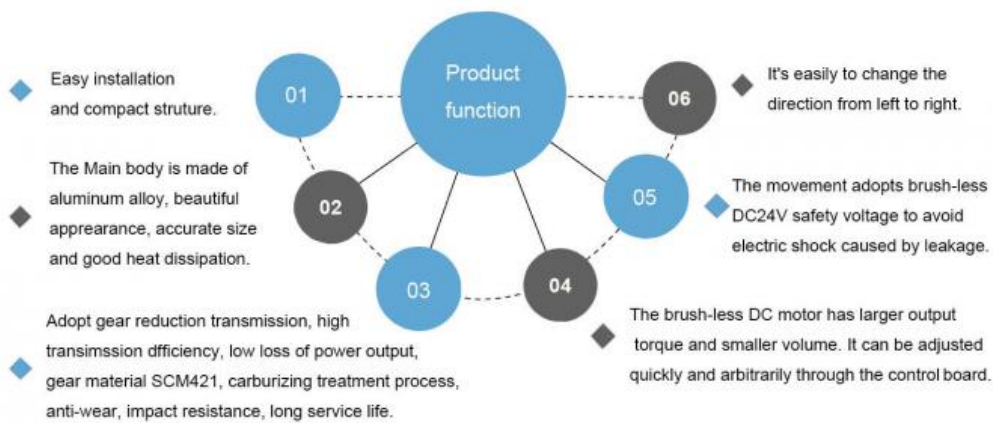 Product
function
01
Easy installation
and compact struture.
02
The Main body is made of
aluminum alloy, beautiful
apprearance, accurate size
and good heat dissipation.
03
Adopt gear reduction transmission, high
transimssion dfficiency, low loss of power output,
gear material SCM421, carburizing treatment process,
anti-wear, impact resistance, long service life.
04
The brush-less DC motor has larger output
torque and smaller volume. It can be adjusted
quickly and arbitrarily through the control board.
05
The movement adopts brush-less
DC24V safety voltage to avoid
electric shock caused by leakage.
06
It's easily to change the
direction from left to right.